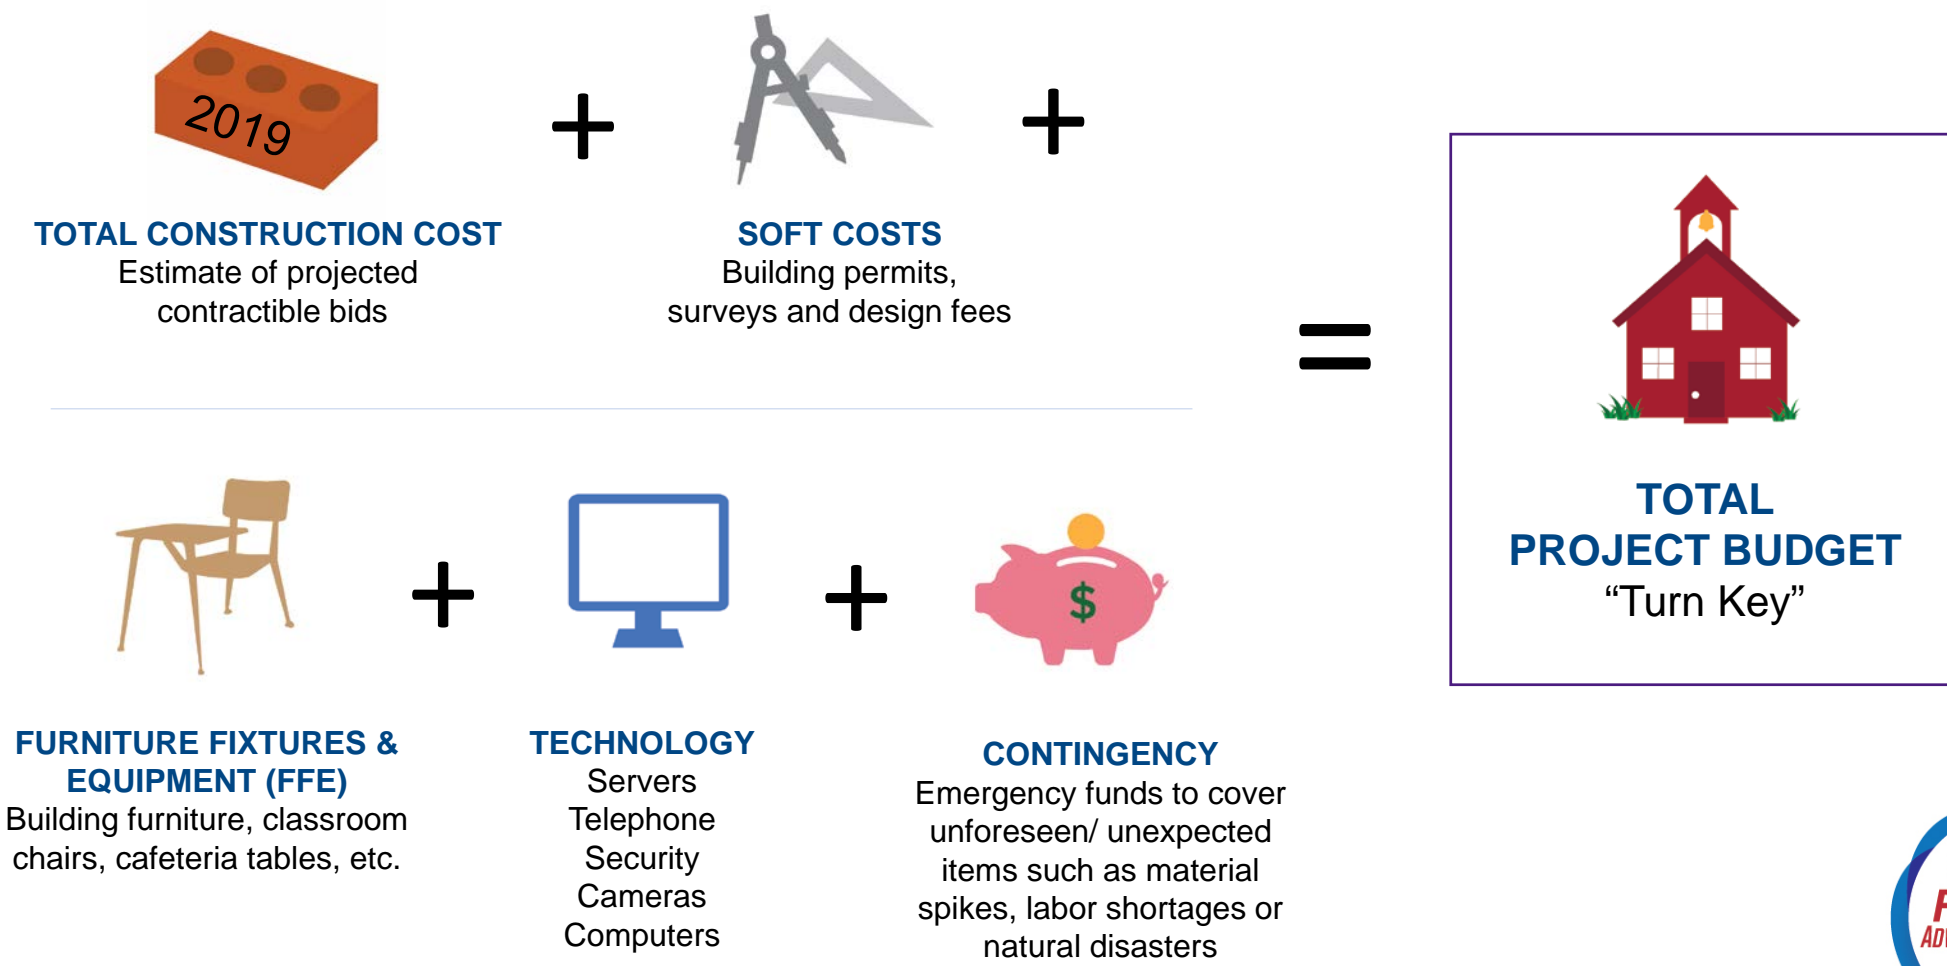 2019
+
+
TOTAL CONSTRUCTION COST
Estimate of projected
contractible bids
SOFT COSTS
Building permits,
surveys and design fees
=
+
+
$
FURNITURE FIXTURES &
EQUIPMENT (FFE)
Building furniture, classroom
chairs, cafeteria tables, etc.
TECHNOLOGY
Servers
Telephone
Security
Cameras
Computers
CONTINGENCY
Emergency funds to cover
unforeseen/ unexpected
items such as material
spikes, labor shortages or
natural disasters
TOTAL
PROJECT BUDGET
“Turn Key”